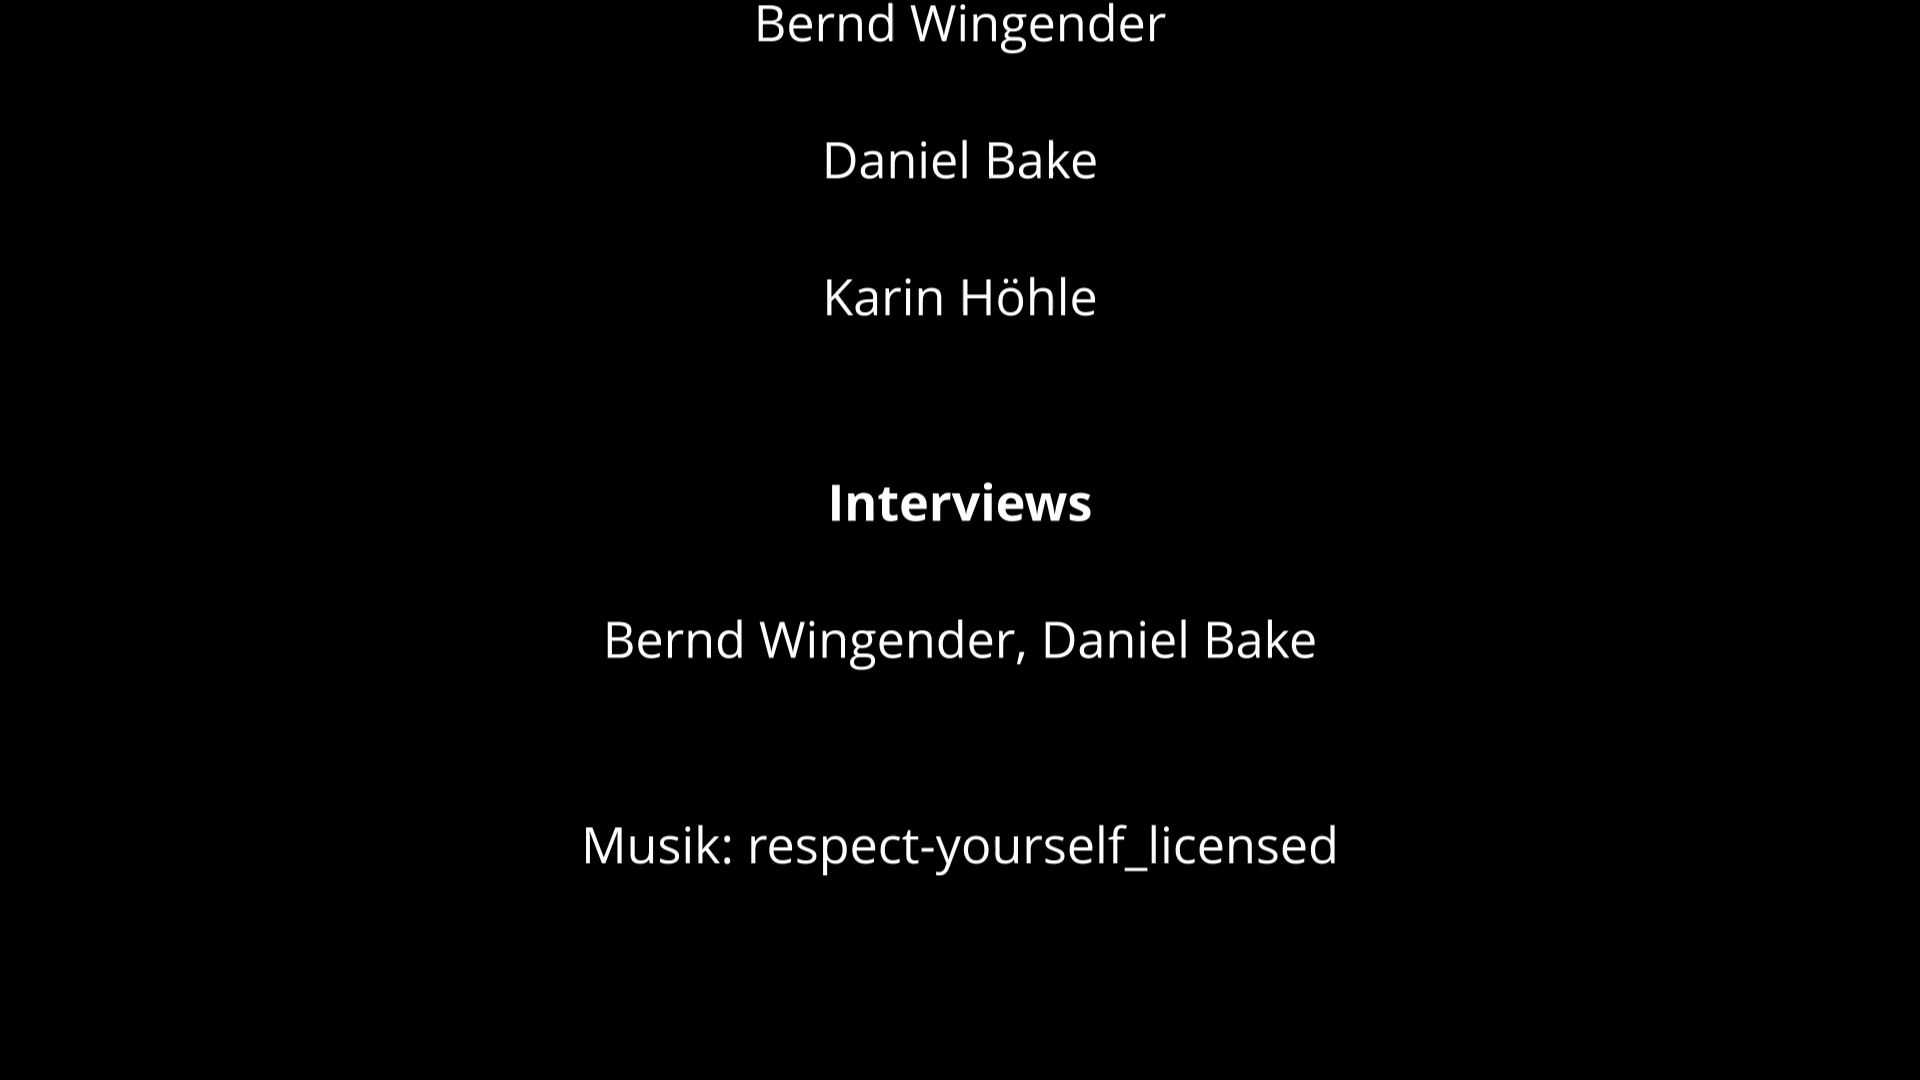 Bernd Wingender
Daniel Bake
Karin Höhle
Interviews
Bernd Wingender, Daniel Bake
Musik: respect-yourself_licensed